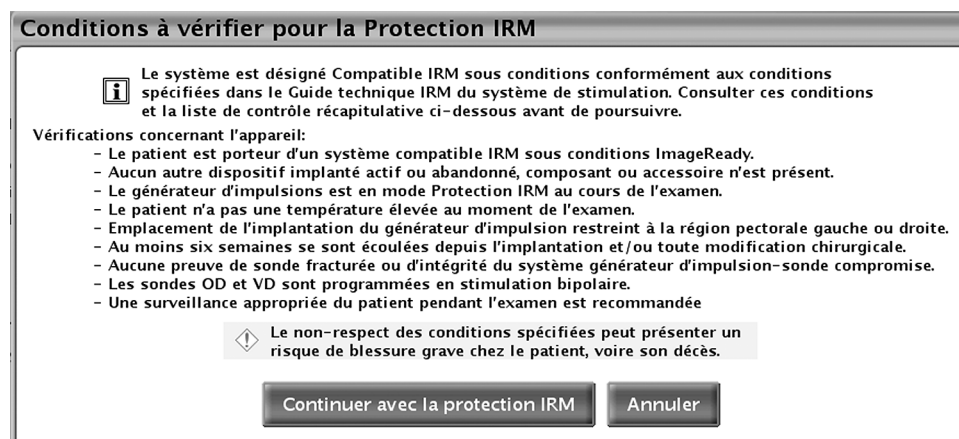 Conditions à vérifier pour la Protection IRM
Le système est désigné Compatible IRM sous conditions conformément aux conditions
spécifiées dans le Guide technique IRM du système de stimulation. Consulter ces conditions
et la liste de contrôle récapitulative ci-dessous avant de poursuivre.
Vérifications concernant l'appareil:
- Le patient est porteur d'un système compatible IRM sous conditions ImageReady.
- Aucun autre dispositif implanté actif ou abandonné, composant ou accessoire n'est présent.
- Le générateur d'impulsions est en mode Protection IRM au cours de l'examen.
- Le patient n'a pas une température élevée au moment de l'examen.
- Emplacement de l'implantation du générateur d'impulsion restreint à la région pectorale gauche ou droite.
- Au moins six semaines se sont écoulées depuis l'implantation et/ou toute modification chirurgicale.
- Aucune preuve de sonde fracturée ou d'intégrité du système générateur d'impulsion-sonde compromise.
- Les sondes OD et VD sont programmées en stimulation bipolaire.
- Une surveillance appropriée du patient pendant l'examen est recommandée
Le non-respect des conditions spécifiées peut présenter un
risque de blessure grave chez le patient, voire son décès.
Continuer avec la protection IRM
Annuler